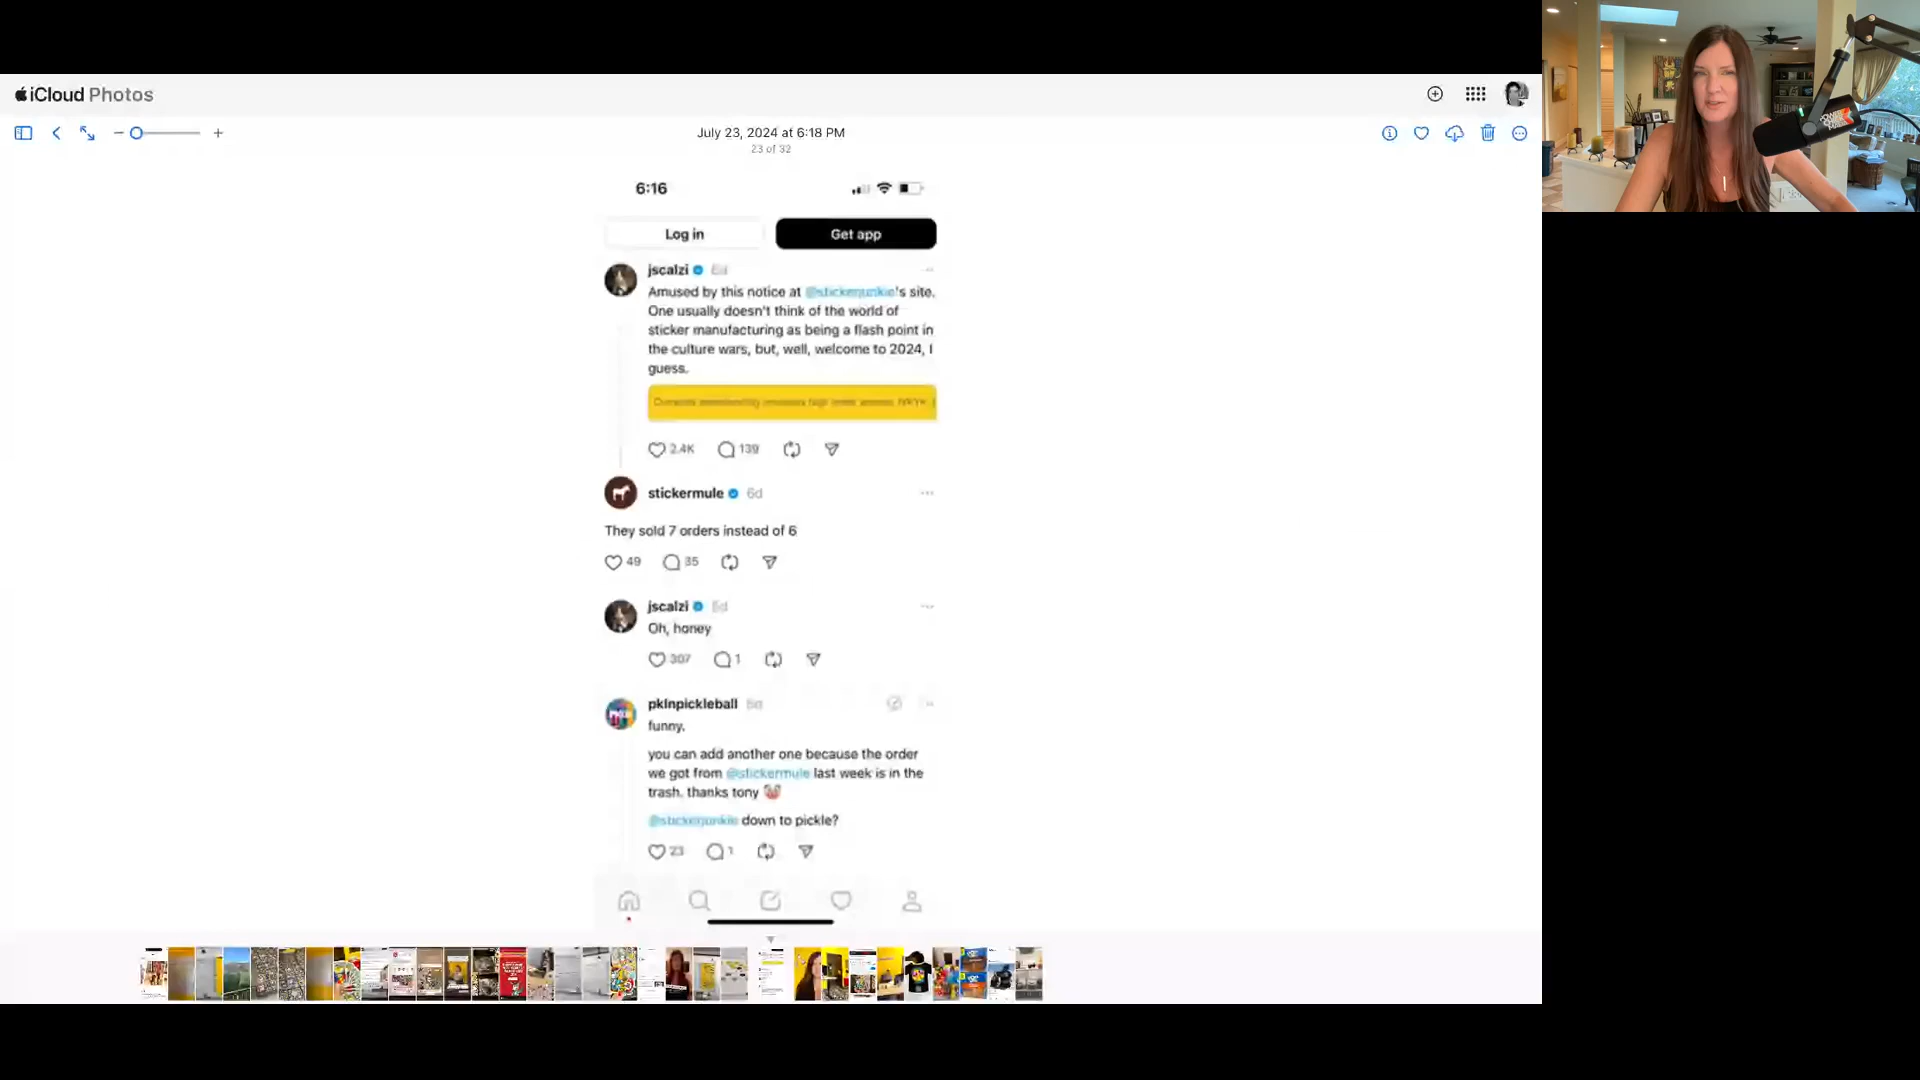 iCloud Photos
July 23, 2024 at 6:18 PM
23 of 32
6:16
Log in
Get app
jscalzi 6d
Amused by this notice at @stickerjunkie's site.
One usually doesn't think of the world of
sticker manufacturing as being a flash point in
the culture wars, but, well, welcome to 2024, I
guess.
2.4K 139
stickermule 6d
They sold 7 orders instead of 6
49 35
jscalzi
Oh, honey
307 1
pklnpickleball
funny.
you can add another one because the order
we got from @stickermule last week is in the
trash. thanks tony 🤡
@stickerjunkie down to pickle?
23 1